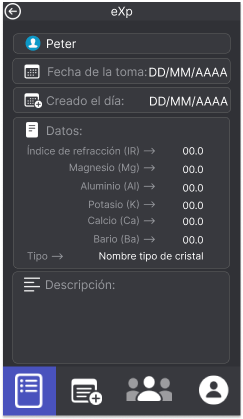 eXp
Peter
Fecha de la toma: DD/MM/AAAA
Creado el día: DD/MM/AAAA
Datos:
Índice de refracción (IR) → 00.0
Magnesio (Mg) → 00.0
Aluminio (Al) → 00.0
Potasio (K) → 00.0
Calcio (Ca) → 00.0
Bario (Ba) → 00.0
Tipo → Nombre tipo de cristal
Descripción: